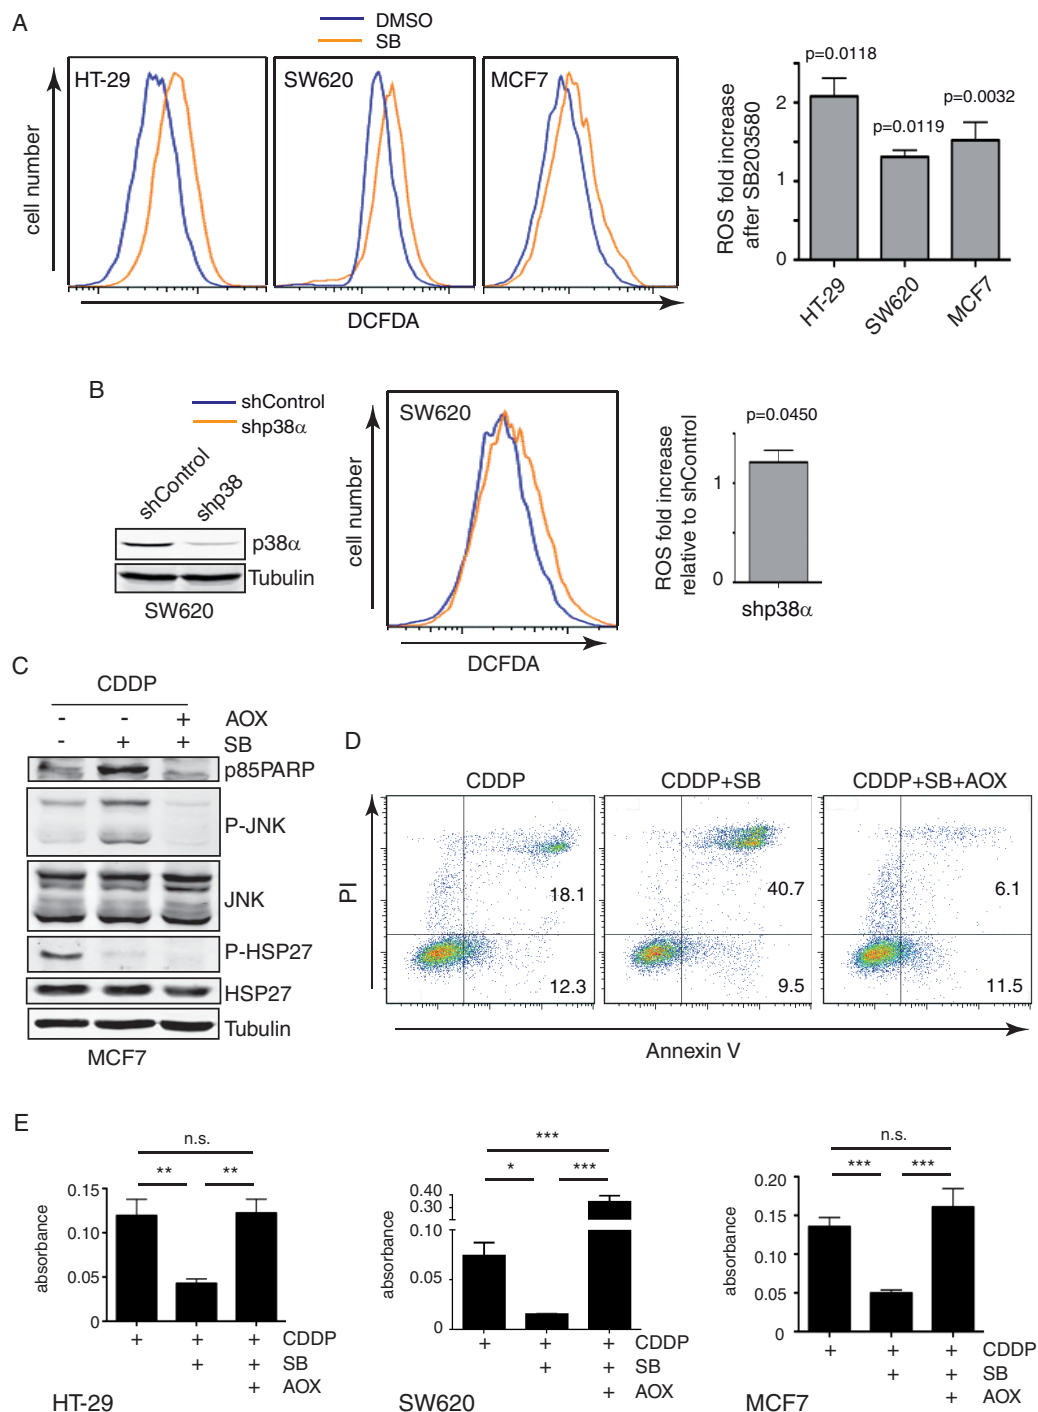 A
DMSO
SB
HT-29
SW620
MCF7
cell number
DCFDA
ROS fold increase
after SB203580
p=0.0118
p=0.0119
p=0.0032
2
1
0
HT-29
SW620
MCF7
B
shControl
shp38α
shControl
shp38
p38α
Tubulin
SW620
SW620
cell number
DCFDA
ROS fold increase
relative to shControl
p=0.0450
1
0
shp38α
C
CDDP
- - + AOX
- + + SB
p85PARP
P-JNK
JNK
P-HSP27
HSP27
Tubulin
MCF7
D
CDDP
CDDP+SB
CDDP+SB+AOX
PI
18.1
12.3
40.7
9.5
6.1
11.5
Annexin V
E
n.s.
** **
absorbance
0.15
0.10
0.05
0
+ + + CDDP
+ + SB
+ AOX
HT-29
***
* ***
absorbance
0.40
0.30
0.10
0.05
0
+ + + CDDP
+ + SB
+ AOX
SW620
n.s.
*** ***
absorbance
0.20
0.15
0.10
0.05
0
+ + + CDDP
+ + SB
+ AOX
MCF7